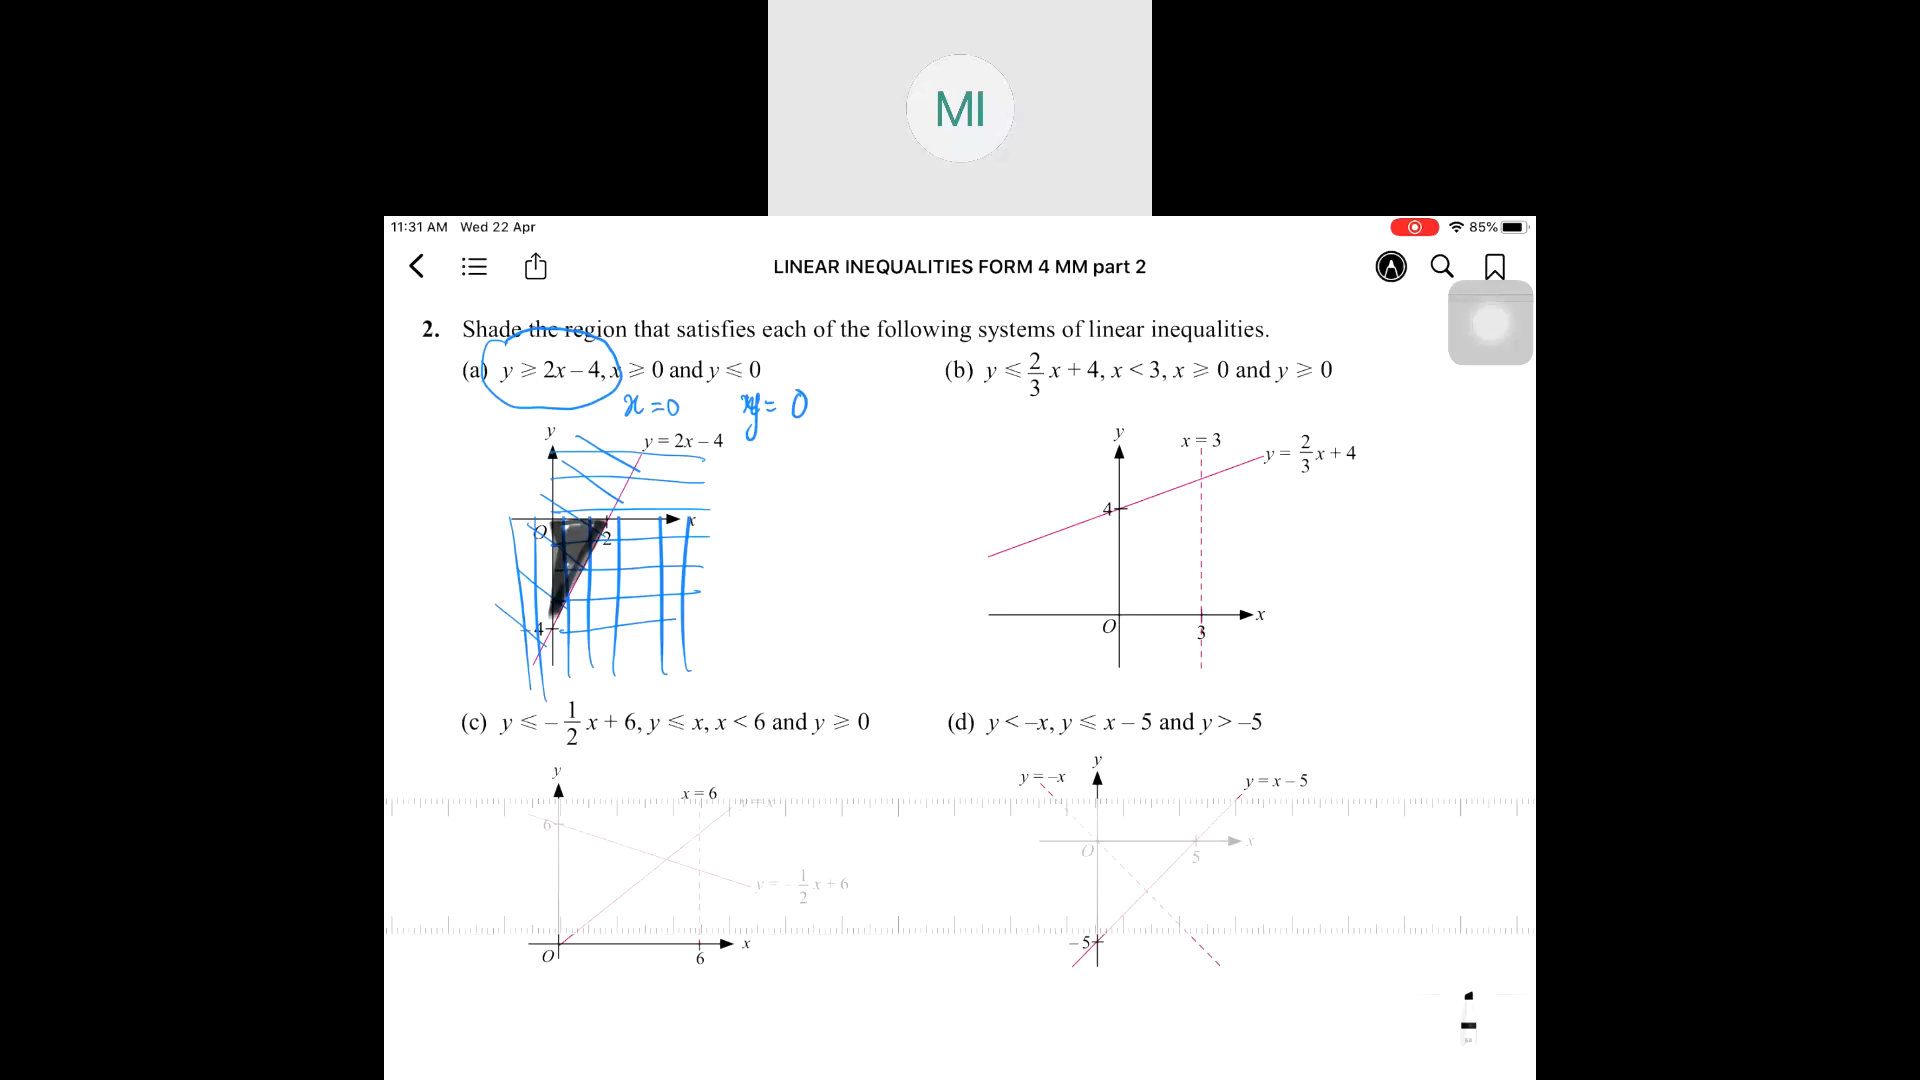 MI
11:31 AM Wed 22 Apr 85%
LINEAR INEQUALITIES FORM 4 MM part 2
2. Shade the region that satisfies each of the following systems of linear inequalities.
(a) y ⩾ 2x – 4, x ⩾ 0 and y ⩽ 0
(b) y ⩽ 2/3 x + 4, x < 3, x ⩾ 0 and y ⩾ 0
x = 0 y = 0
y
y = 2x – 4
x
O
2
–4
y
x = 3
y = 2/3 x + 4
4
x
O
3
(c) y ⩽ – 1/2 x + 6, y ⩽ x, x < 6 and y ⩾ 0
(d) y < –x, y ⩽ x – 5 and y > –5
y
x = 6
y = x
6
y = – 1/2 x + 6
x
O
6
y
y = –x
y = x – 5
x
O
5
–5